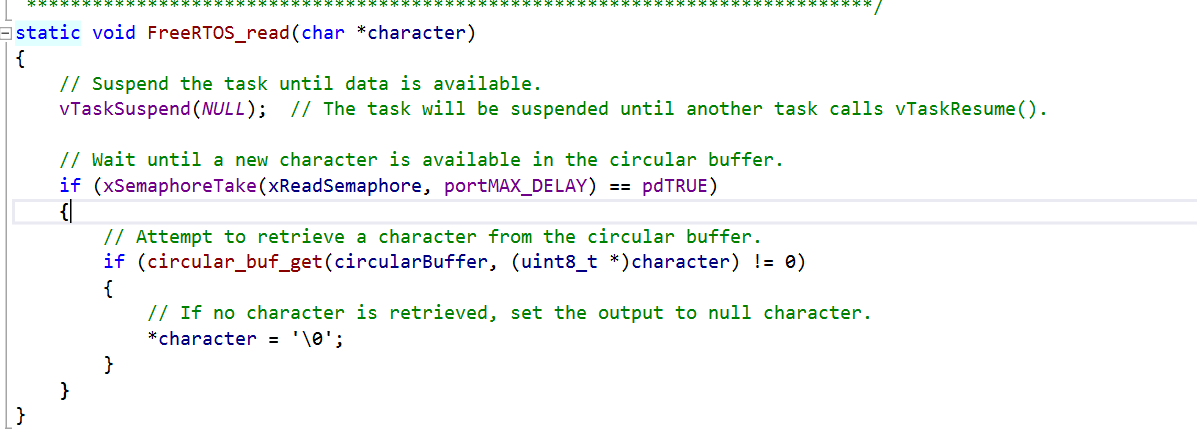 *****************************************************************************/
static void FreeRTOS_read(char *character)
{
    // Suspend the task until data is available.
    vTaskSuspend(NULL);  // The task will be suspended until another task calls vTaskResume().

    // Wait until a new character is available in the circular buffer.
    if (xSemaphoreTake(xReadSemaphore, portMAX_DELAY) == pdTRUE)
    {
        // Attempt to retrieve a character from the circular buffer.
        if (circular_buf_get(circularBuffer, (uint8_t *)character) != 0)
        {
            // If no character is retrieved, set the output to null character.
            *character = '\0';
        }
    }
}